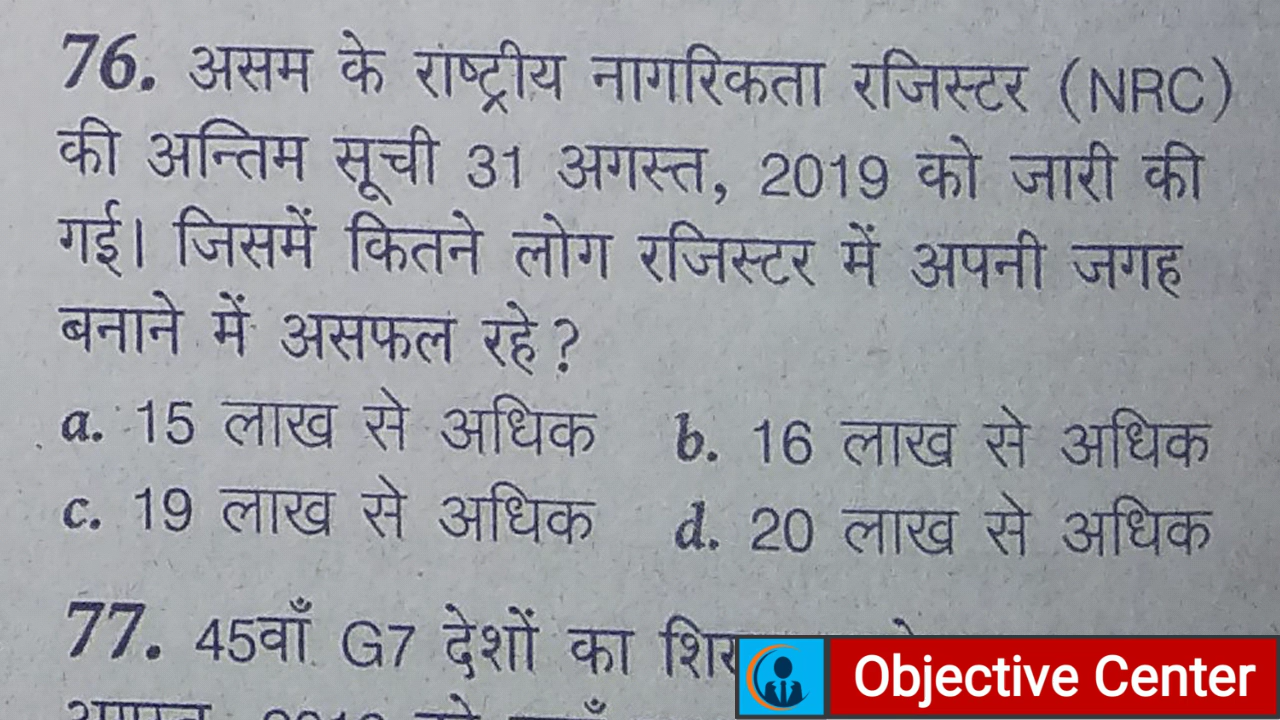 76. असम के राष्ट्रीय नागरिकता रजिस्टर (NRC)
की अन्तिम सूची 31 अगस्त, 2019 को जारी की
गई। जिसमें कितने लोग रजिस्टर में अपनी जगह
बनाने में असफल रहे?
a. 15 लाख से अधिक b. 16 लाख से अधिक
c. 19 लाख से अधिक d. 20 लाख से अधिक
77. 45वाँ G7 देशों का
Objective Center